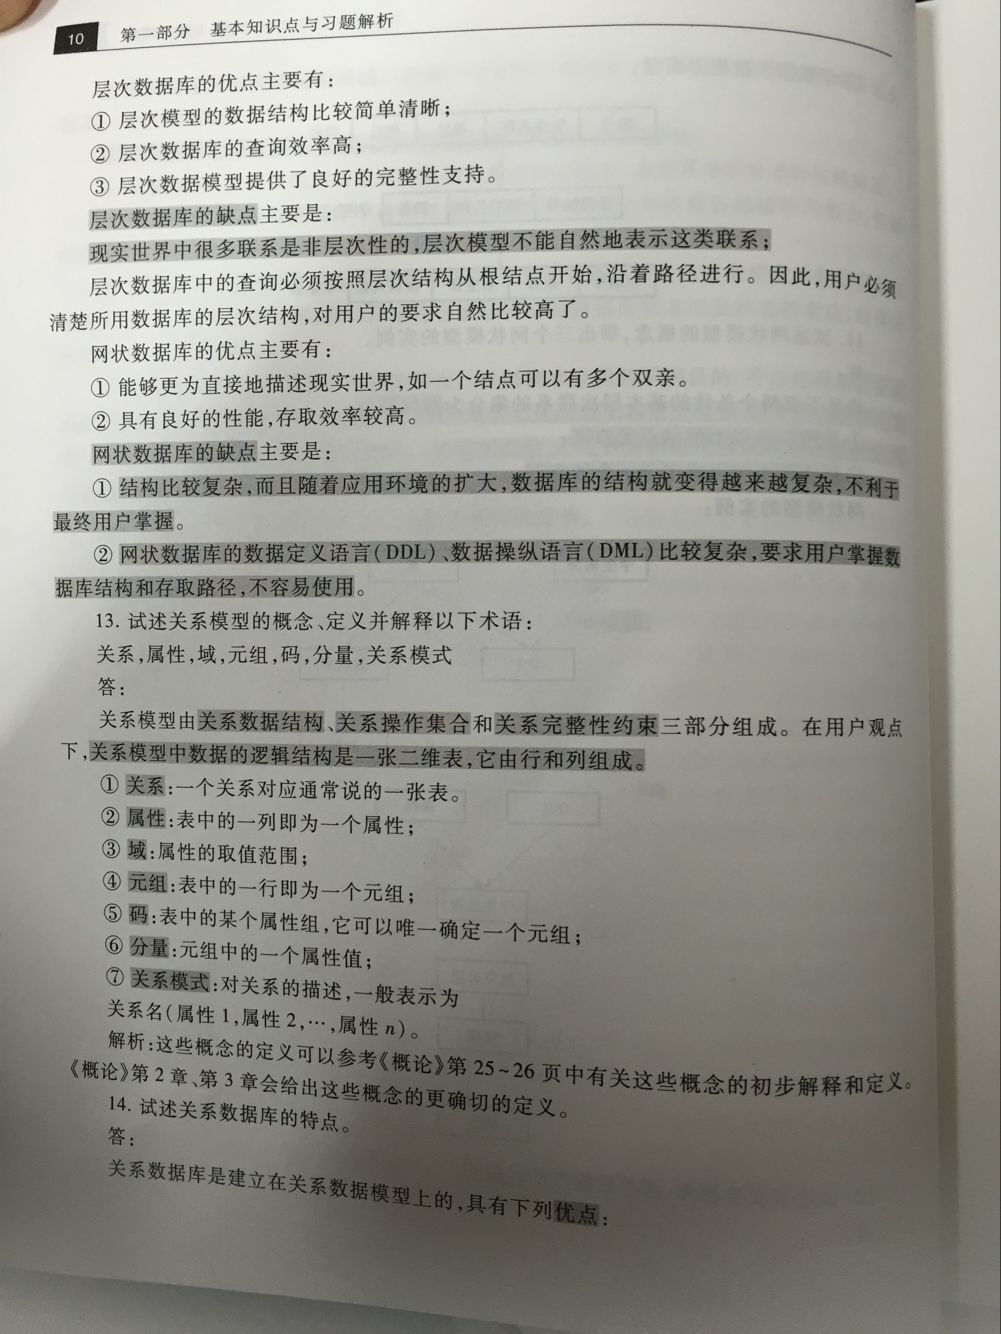 10 第一部分 基本知识点与习题解析
层次数据库的优点主要有:
① 层次模型的数据结构比较简单清晰;
② 层次数据库的查询效率高;
③ 层次数据模型提供了良好的完整性支持。
层次数据库的缺点主要是:
现实世界中很多联系是非层次性的,层次模型不能自然地表示这类联系;
层次数据库中的查询必须按照层次结构从根结点开始,沿着路径进行。因此,用户必须
清楚所用数据库的层次结构,对用户的要求自然比较高了。
网状数据库的优点主要有:
① 能够更为直接地描述现实世界,如一个结点可以有多个双亲。
② 具有良好的性能,存取效率较高。
网状数据库的缺点主要是:
① 结构比较复杂,而且随着应用环境的扩大,数据库的结构就变得越来越复杂,不利于
最终用户掌握。
② 网状数据库的数据定义语言(DDL)、数据操纵语言(DML)比较复杂,要求用户掌握数
据库结构和存取路径,不容易使用。
13. 试述关系模型的概念、定义并解释以下术语:
关系,属性,域,元组,码,分量,关系模式
答:
关系模型由关系数据结构、关系操作集合和关系完整性约束三部分组成。在用户观点
下,关系模型中数据的逻辑结构是一张二维表,它由行和列组成。
① 关系:一个关系对应通常说的一张表。
② 属性:表中的一列即为一个属性;
③ 域:属性的取值范围;
④ 元组:表中的一行即为一个元组;
⑤ 码:表中的某个属性组,它可以唯一确定一个元组;
⑥ 分量:元组中的一个属性值;
⑦ 关系模式:对关系的描述,一般表示为
关系名(属性 1,属性 2,…,属性 n)。
解析:这些概念的定义可以参考《概论》第 25~26 页中有关这些概念的初步解释和定义。
《概论》第 2 章、第 3 章会给出这些概念的更确切的定义。
14. 试述关系数据库的特点。
答:
关系数据库是建立在关系数据模型上的,具有下列优点: